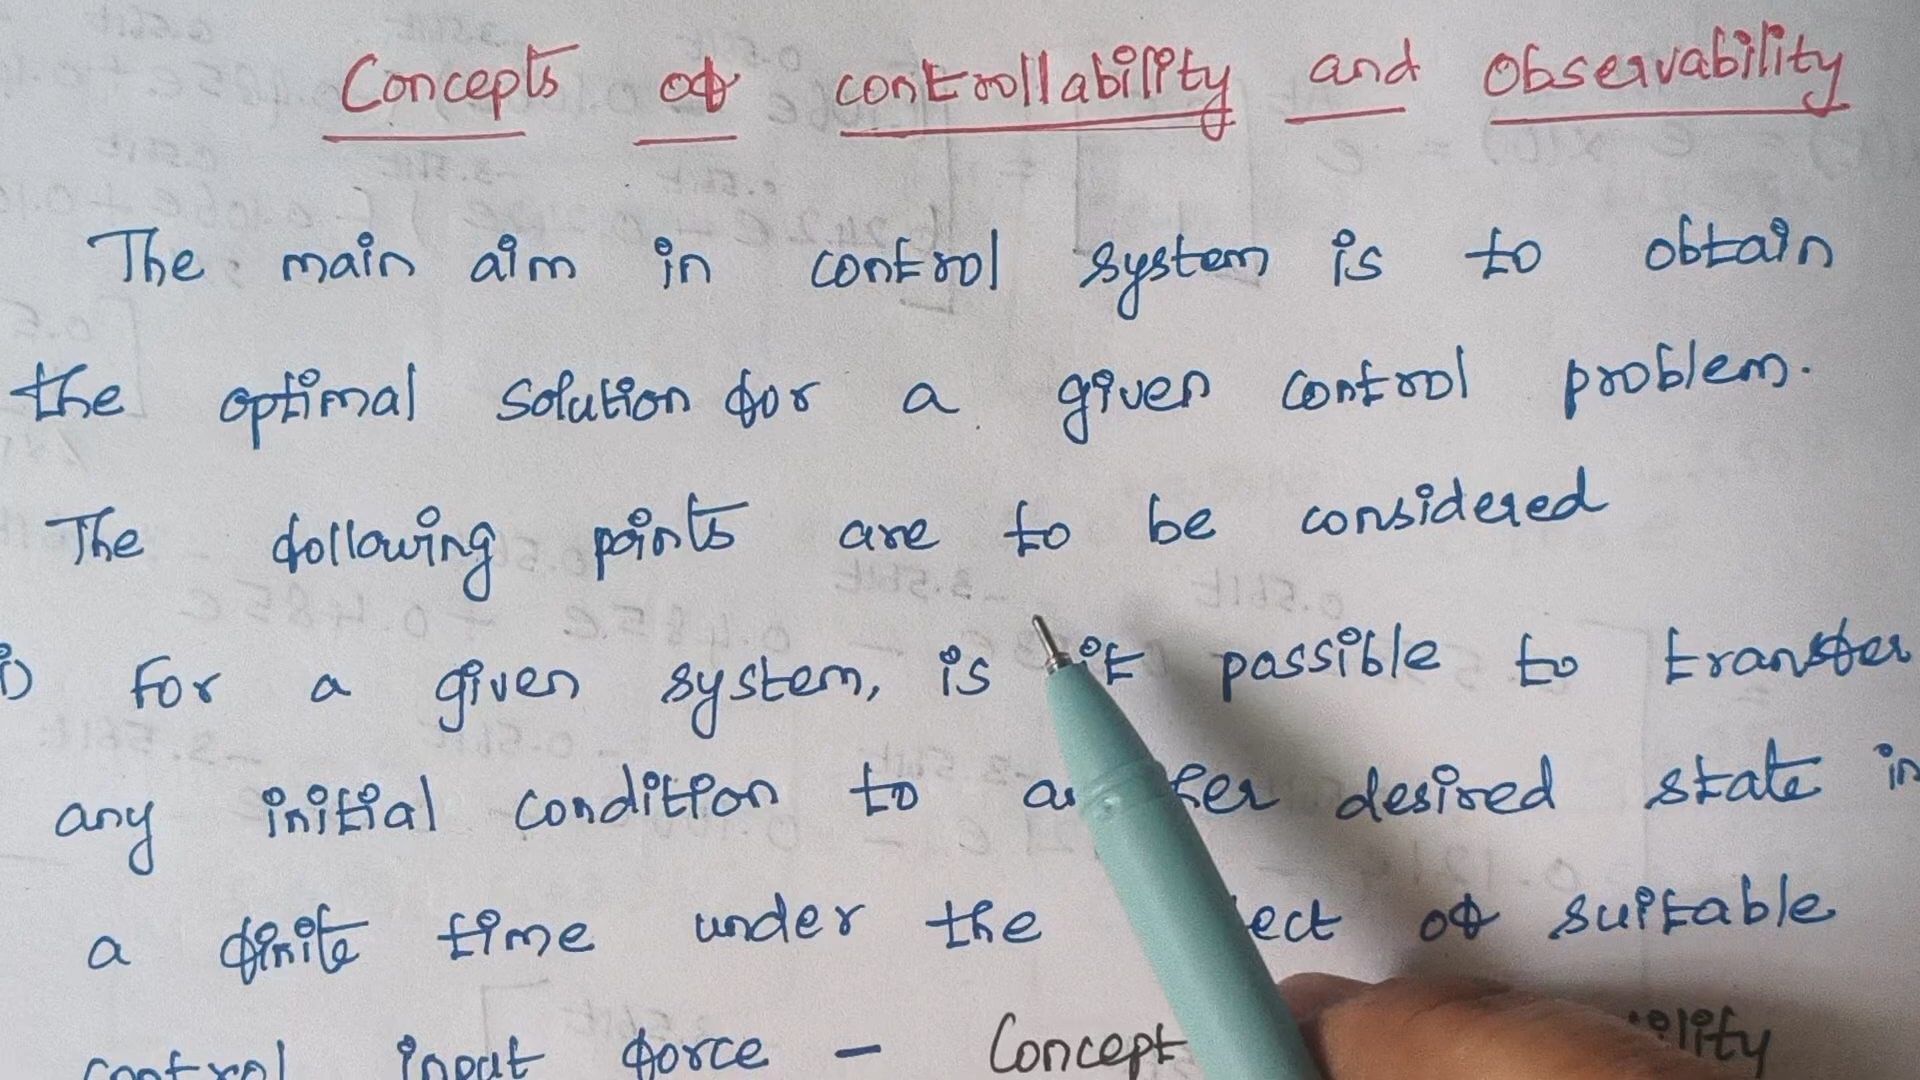 Concepts of controllability and Observability
The main aim in control system is to obtain
the optimal solution for a given control problem.
The following points are to be considered
i) For a given system, is it possible to transfer
any initial condition to desired state in
a finite time under the of suitable
control input force - Concept